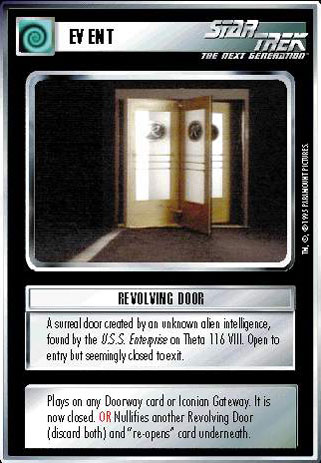 EVENT
STAR TREK
THE NEXT GENERATION™
TM, ®, © 1995 PARAMOUNT PICTURES.
REVOLVING DOOR
A surreal door created by an unknown alien intelligence,
found by the U.S.S. Enterprise on Theta 116 VIII. Open to
entry but seemingly closed to exit.
Plays on any Doorway card or Iconian Gateway. It is
now closed. OR Nullifies another Revolving Door
(discard both) and “re-opens” card underneath.